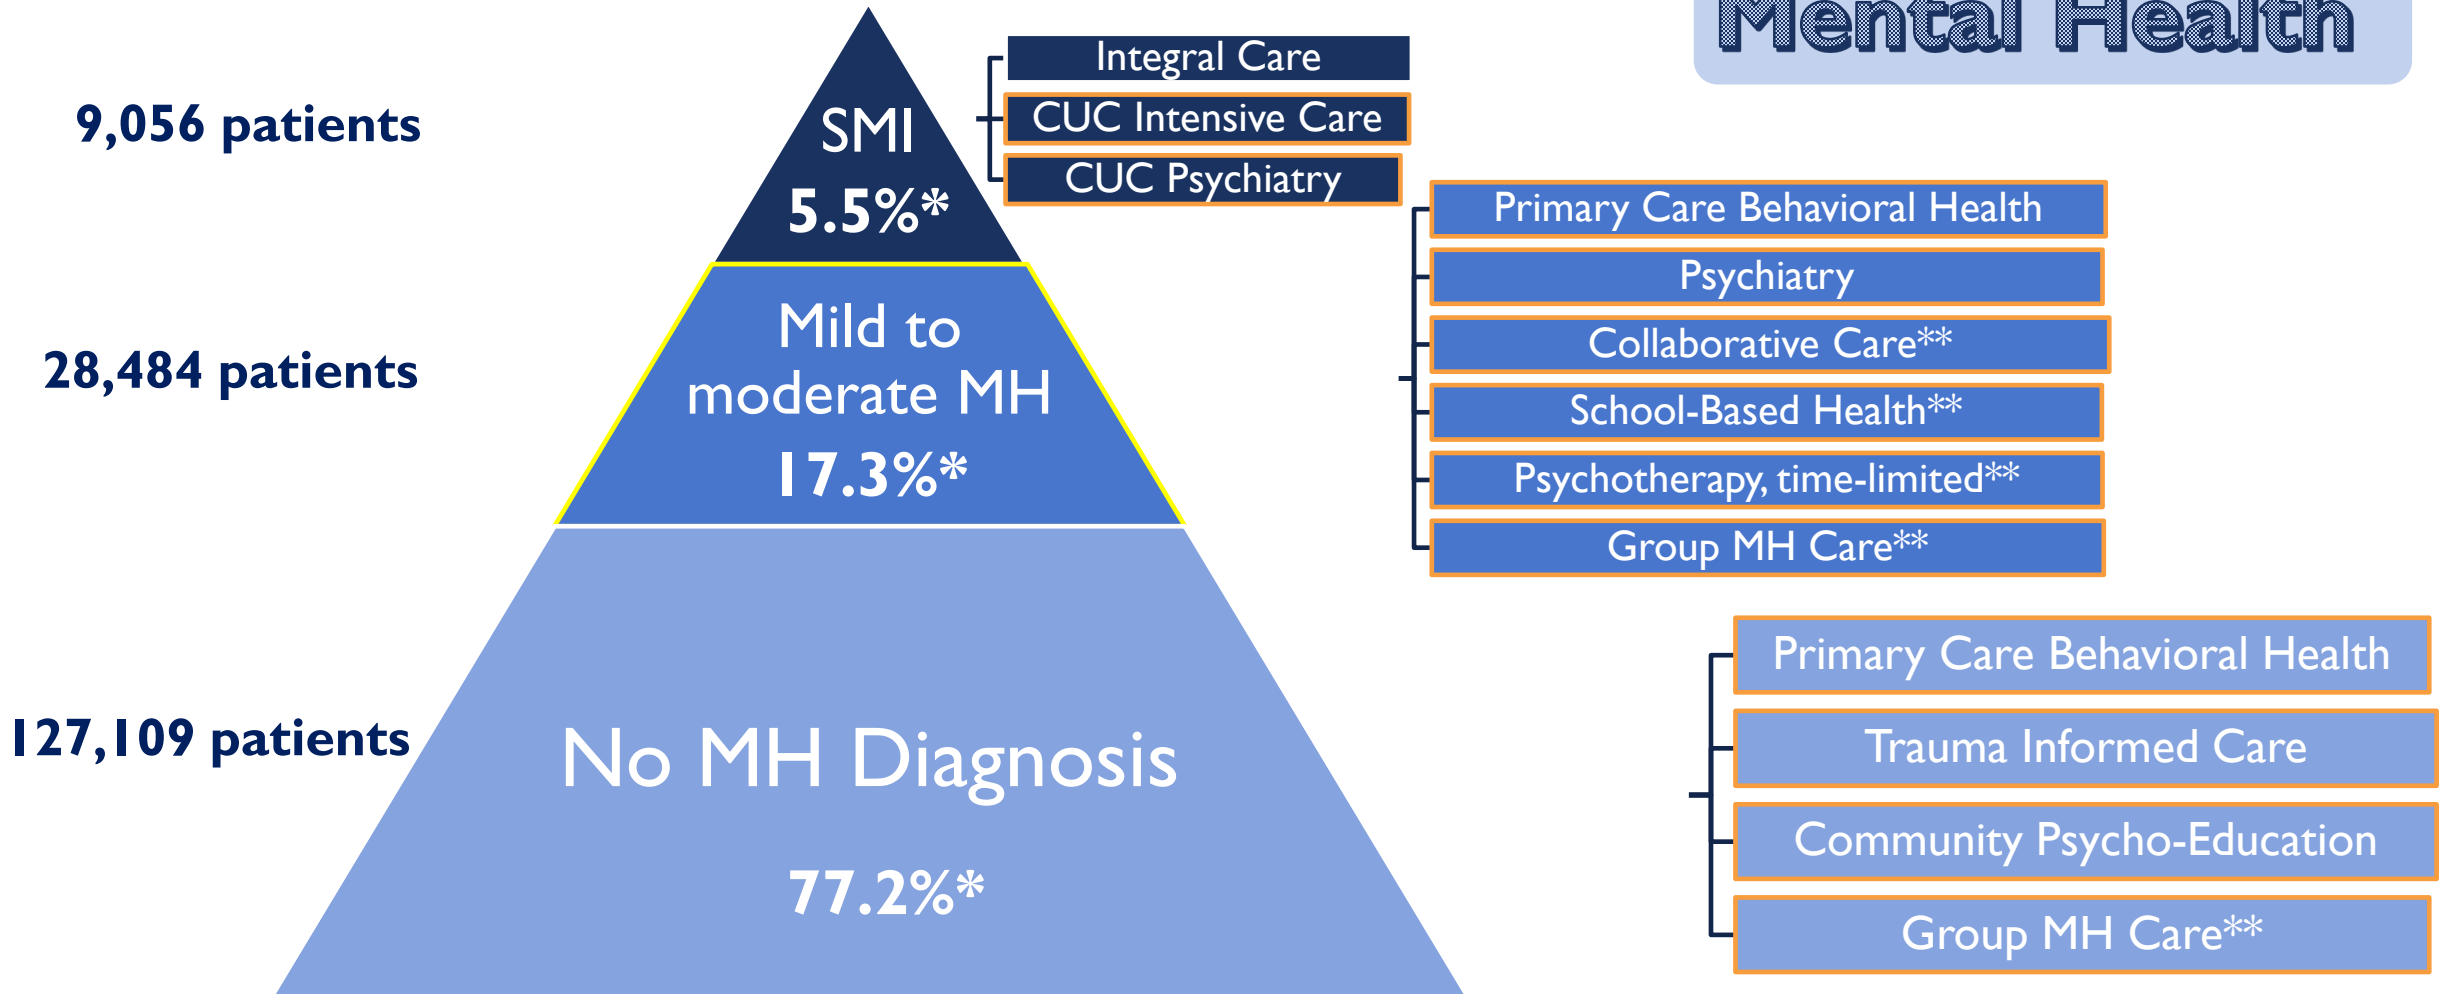 Mental Health
9,056 patients
SMI
5.5%*
Integral Care
CUC Intensive Care
CUC Psychiatry
28,484 patients
Mild to
moderate MH
17.3%*
Primary Care Behavioral Health
Psychiatry
Collaborative Care**
School-Based Health**
Psychotherapy, time-limited**
Group MH Care**
127,109 patients
No MH Diagnosis
77.2%*
Primary Care Behavioral Health
Trauma Informed Care
Community Psycho-Education
Group MH Care**